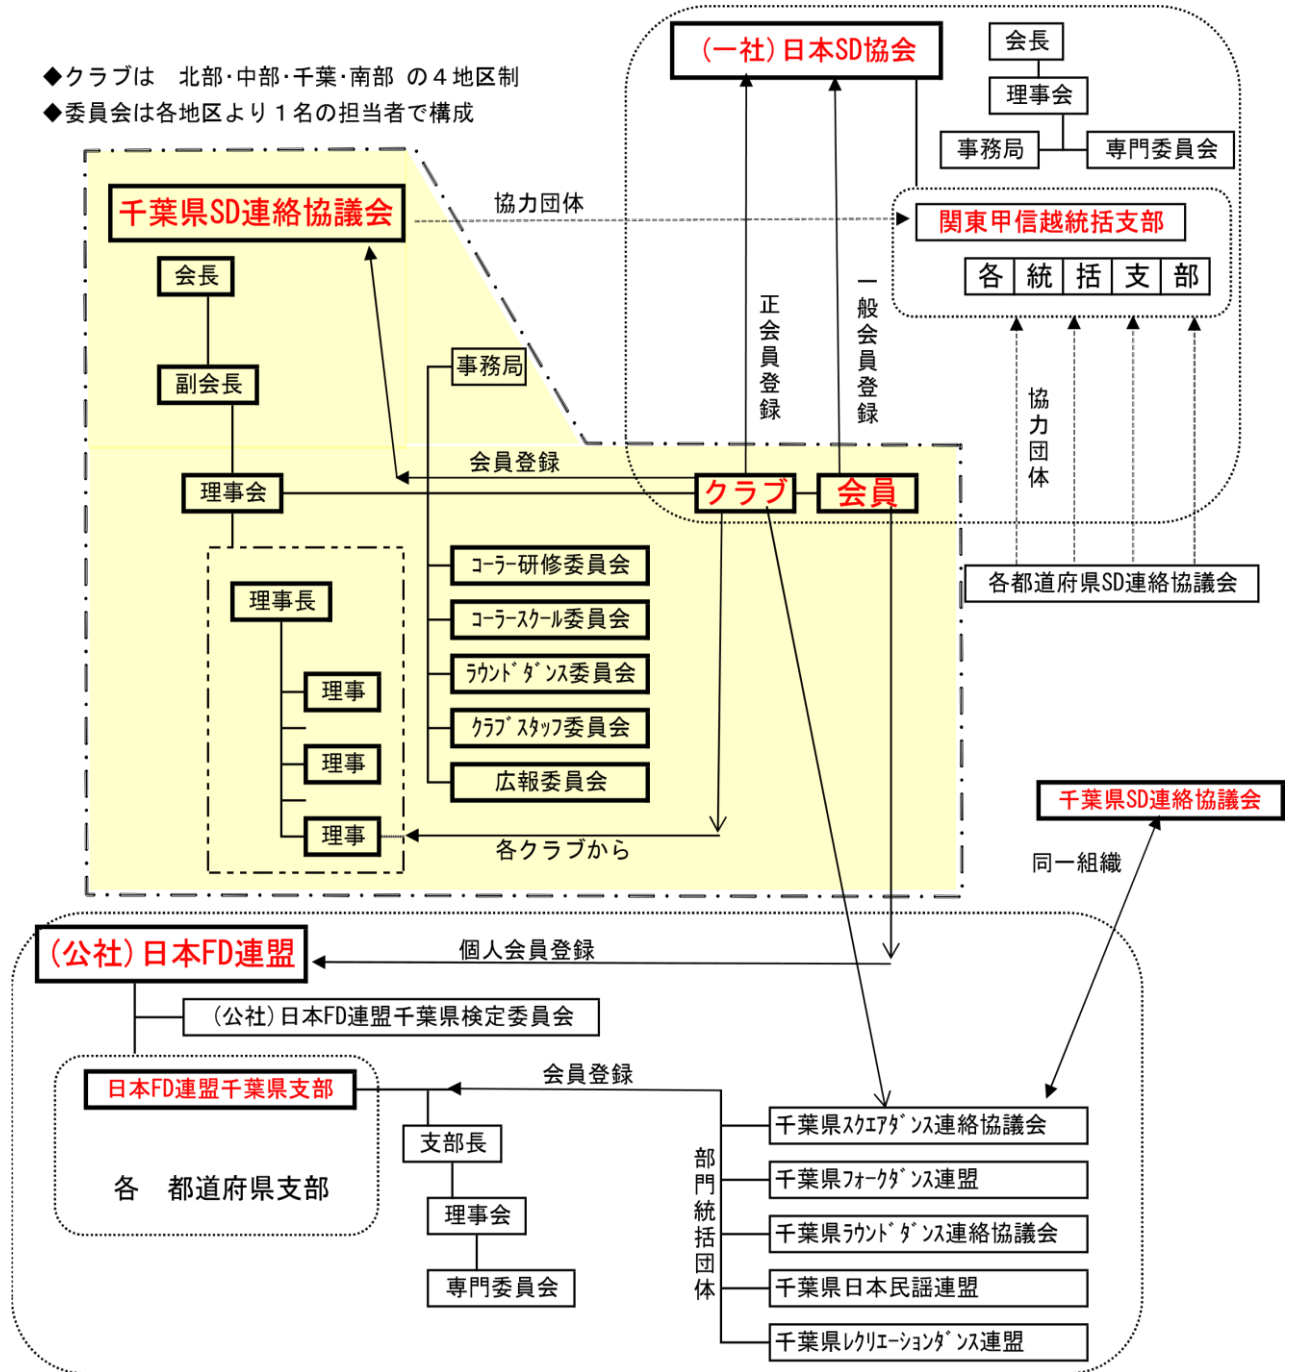 ◆クラブは　北部・中部・千葉・南部 の４地区制
◆委員会は各地区より１名の担当者で構成
(一社)日本SD協会
会長
理事会
事務局
専門委員会
千葉県SD連絡協議会
協力団体
関東甲信越統括支部
各統括支部
会長
副会長
正会員登録
一般会員登録
協力団体
事務局
会員登録
理事会
クラブ
会員
各都道府県SD連絡協議会
理事長
理事
理事
理事
ｺｰﾗｰ研修委員会
ｺｰﾗｰｽｸｰﾙ委員会
ﾗｳﾝﾄﾞﾀﾞﾝｽ委員会
ｸﾗﾌﾞｽﾀｯﾌ委員会
広報委員会
各クラブから
千葉県SD連絡協議会
同一組織
(公社)日本FD連盟
個人会員登録
(公社)日本FD連盟千葉県検定委員会
日本FD連盟千葉県支部
各　都道府県支部
会員登録
支部長
理事会
専門委員会
部門統括団体
千葉県ｽｸｴｱﾀﾞﾝｽ連絡協議会
千葉県ﾌｫｰｸﾀﾞﾝｽ連盟
千葉県ﾗｳﾝﾄﾞﾀﾞﾝｽ連絡協議会
千葉県日本民謡連盟
千葉県ﾚｸﾘｴｰｼｮﾝﾀﾞﾝｽ連盟